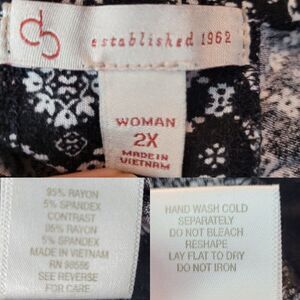 db
established 1962
WOMAN
2X
MADE IN
VIETNAM
95% RAYON
5% SPANDEX
CONTRAST
95% RAYON
5% SPANDEX
MADE IN VIETNAM
RN 98566
SEE REVERSE
FOR CARE
HAND WASH COLD
SEPARATELY
DO NOT BLEACH
RESHAPE
LAY FLAT TO DRY
DO NOT IRON